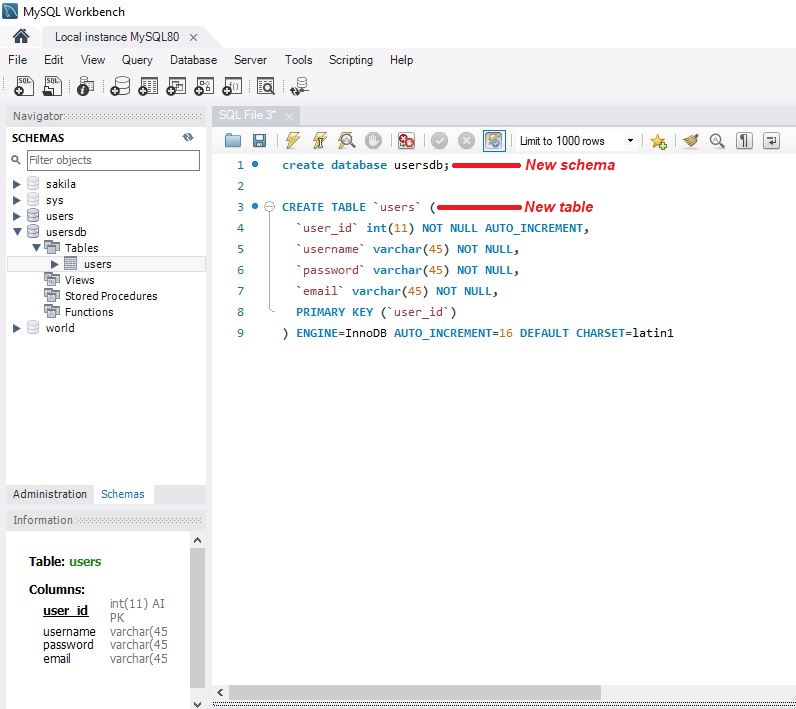 MySQL Workbench
Local instance MySQL80
File Edit View Query Database Server Tools Scripting Help
Navigator
SCHEMAS
Filter objects
sakila
sys
users
usersdb
Tables
users
Views
Stored Procedures
Functions
world
Administration Schemas
Information
Table: users
Columns:
user_id int(11) AI
PK
username varchar(45
password varchar(45
email varchar(45
SQL File 3*
Limit to 1000 rows
1 create database usersdb; New schema
2
3 CREATE TABLE `users` ( New table
4 `user_id` int(11) NOT NULL AUTO_INCREMENT,
5 `username` varchar(45) NOT NULL,
6 `password` varchar(45) NOT NULL,
7 `email` varchar(45) NOT NULL,
8 PRIMARY KEY (`user_id`)
9 ) ENGINE=InnoDB AUTO_INCREMENT=16 DEFAULT CHARSET=latin1